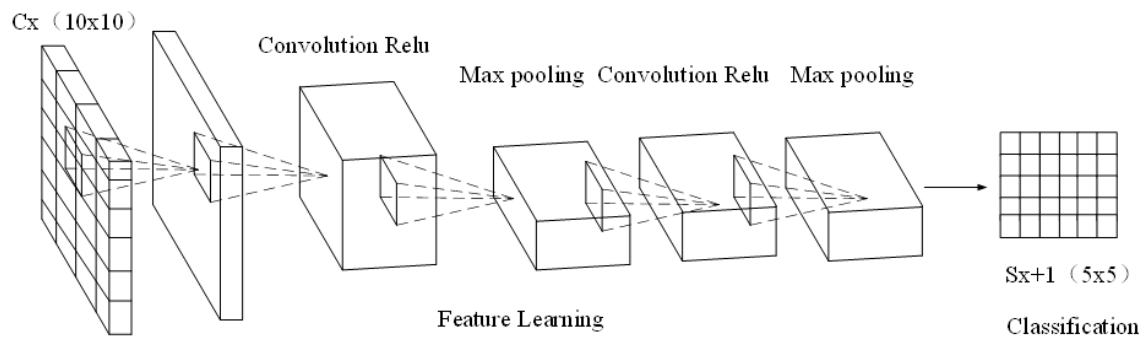 Cx（10x10）
Convolution Relu
Max pooling
Convolution Relu
Max pooling
Feature Learning
Sx+1（5x5）
Classification